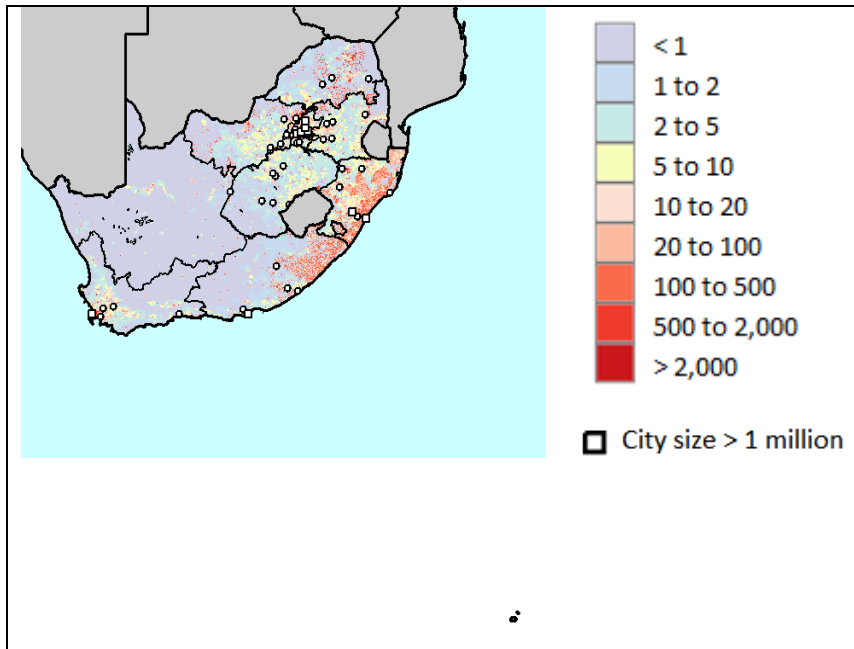 < 1
1 to 2
2 to 5
5 to 10
10 to 20
20 to 100
100 to 500
500 to 2,000
> 2,000
City size > 1 million